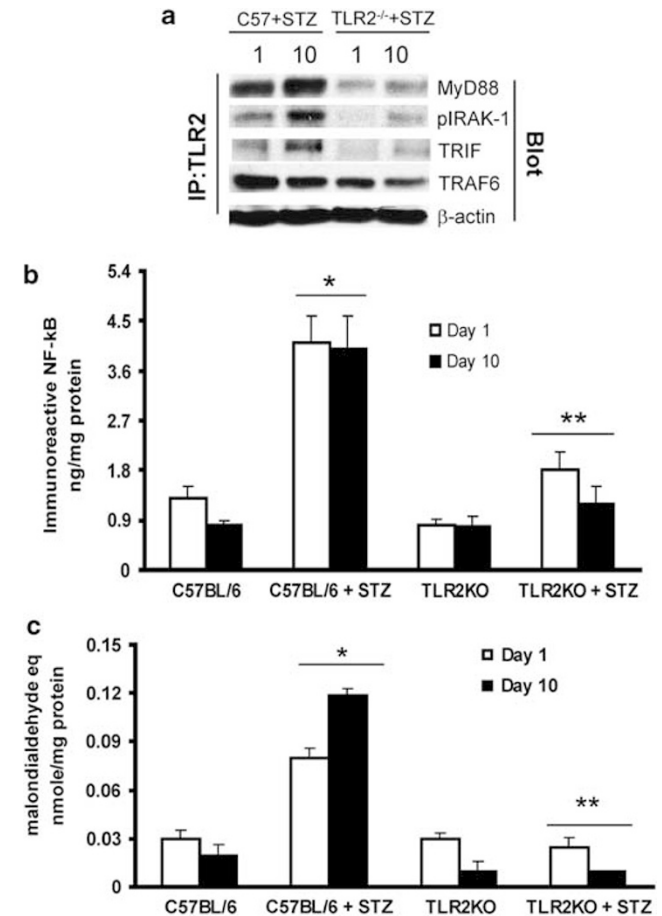 a
C57+STZ TLR2-/-+STZ
1 10 1 10
IP:TLR2
MyD88
pIRAK-1
TRIF
TRAF6
β-actin
Blot
b
Immunoreactive NF-kB
ng/mg protein
5.4
4.5
3.6
2.7
1.8
0.9
0
*
**
Day 1
Day 10
C57BL/6 C57BL/6 + STZ TLR2KO TLR2KO + STZ
c
malondialdehyde eq
nmole/mg protein
0.15
0.12
0.09
0.06
0.03
0
*
**
Day 1
Day 10
C57BL/6 C57BL/6 + STZ TLR2KO TLR2KO + STZ